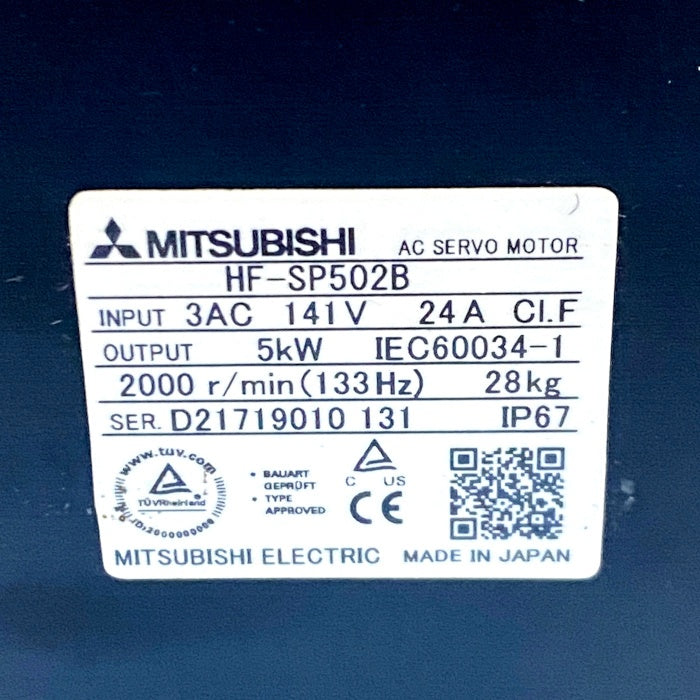 MITSUBISHI AC SERVO MOTOR
HF-SP502B
INPUT 3AC 141V 24A Cl.F
OUTPUT 5kW IEC60034-1
2000 r/min(133Hz) 28kg
SER. D21719010 131 IP67
www.tuv.com
TÜVRheinland
• BAUART
GEPRÜFT
• TYPE
APPROVED
C US
CE
MITSUBISHI ELECTRIC MADE IN JAPAN